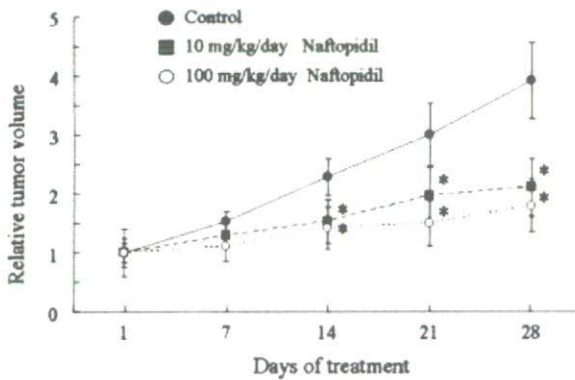 5
4
3
2
1
0
Relative tumor volume
Control
10 mg/kg/day Naftopidil
100 mg/kg/day Naftopidil
*
*
*
*
*
*
1 7 14 21 28
Days of treatment